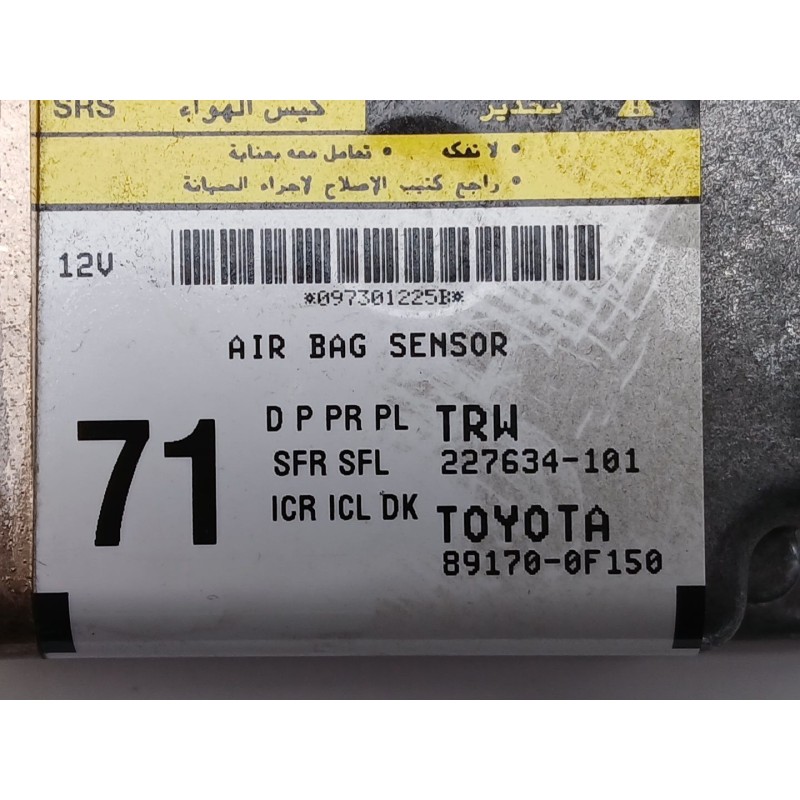 SRS كيس الهواء تحذير
• لا تفكه • تعامل معه بعناية
• راجع كتيب الإصلاح لاجراء الصيانة
12V
*097301225B*
AIR BAG SENSOR
71
D P PR PL TRW
SFR SFL 227634-101
ICR ICL DK TOYOTA
89170-0F150